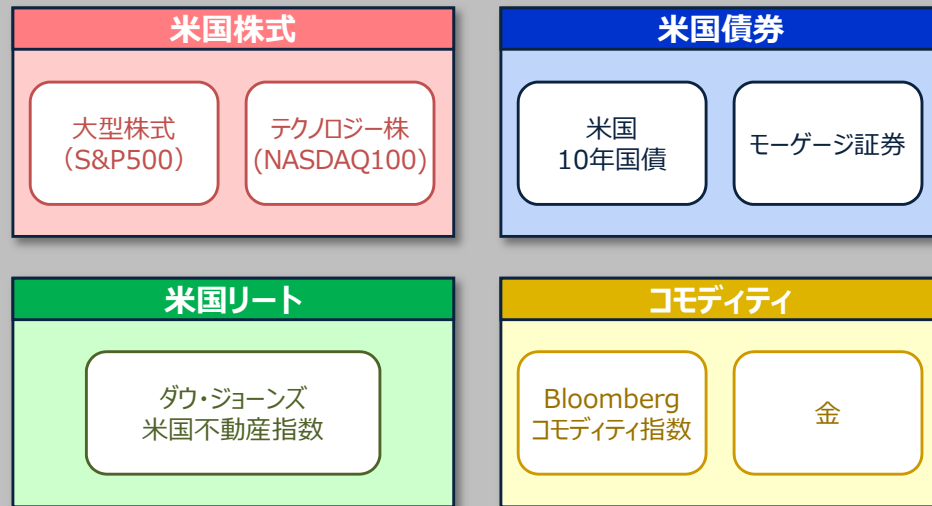 米国株式
大型株式
（S&P500）
テクノロジー株
(NASDAQ100)
米国債券
米国
10年国債
モーゲージ証券
米国リート
ダウ・ジョーンズ
米国不動産指数
コモディティ
Bloomberg
コモディティ指数
金